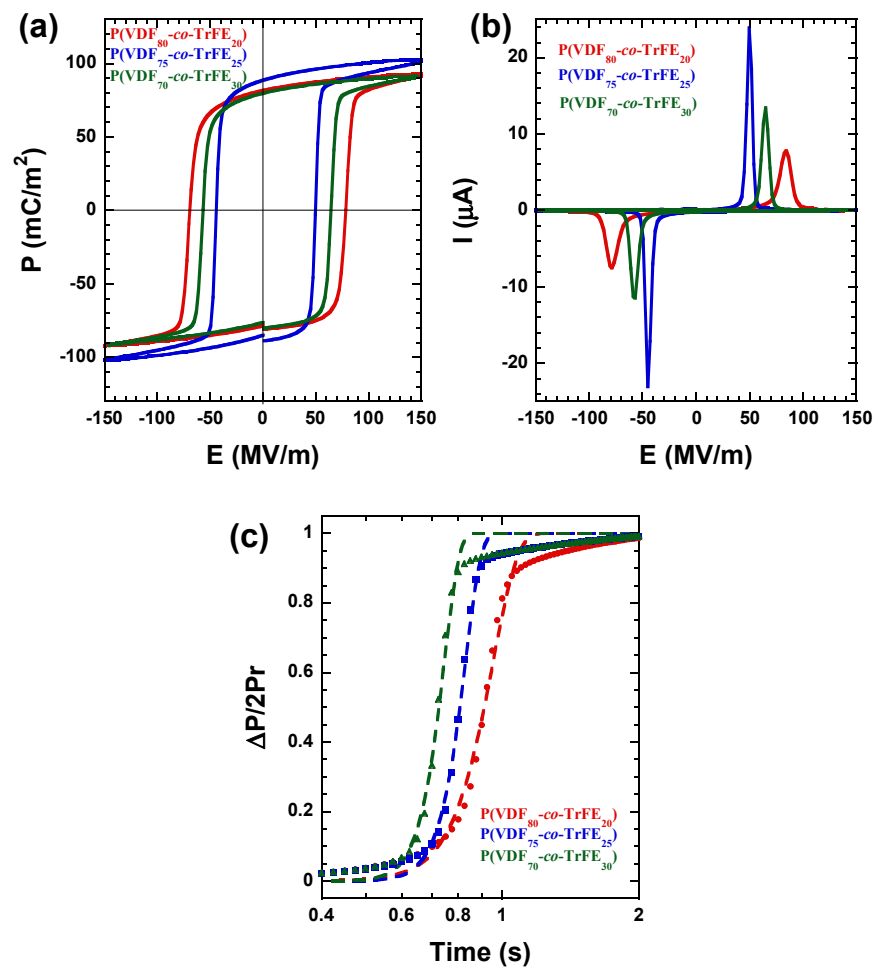 (a)
P(VDF80-co-TrFE20)
P(VDF75-co-TrFE25)
P(VDF70-co-TrFE30)
100
50
0
-50
-100
P (mC/m2)
-150 -100 -50 0 50 100 150
E (MV/m)
(b)
P(VDF80-co-TrFE20)
P(VDF75-co-TrFE25)
P(VDF70-co-TrFE30)
20
10
0
-10
-20
I (μA)
-150 -100 -50 0 50 100 150
E (MV/m)
(c)
1
0.8
0.6
0.4
0.2
0
ΔP/2Pr
P(VDF80-co-TrFE20)
P(VDF75-co-TrFE25)
P(VDF70-co-TrFE30)
0.4 0.6 0.8 1 2
Time (s)